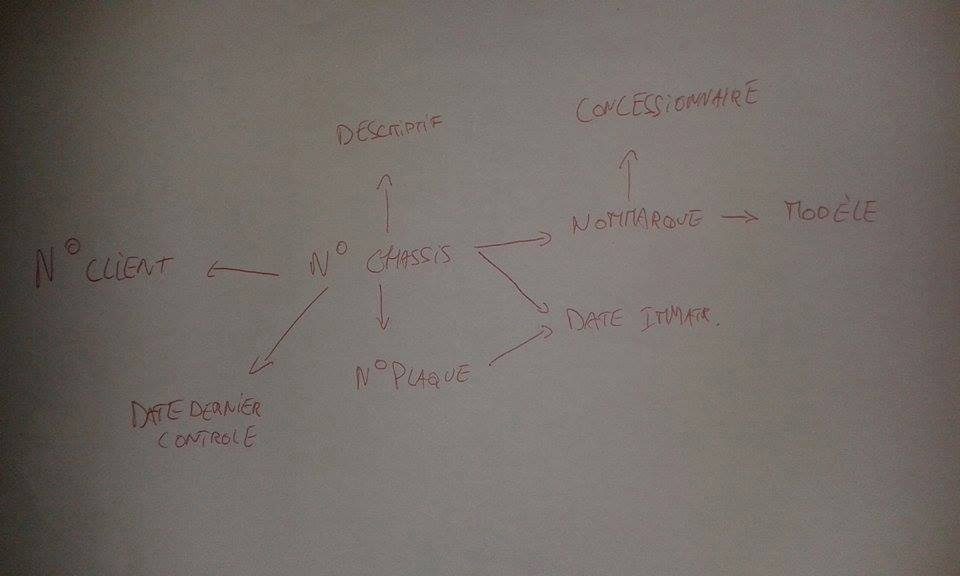 CONCESSIONNAIRE
DESCRIPTIF
NOMMARQUE
MODÈLE
N° CLIENT
N° CHASSIS
DATE IMMATR.
N° PLAQUE
DATE DERNIER
CONTROLE